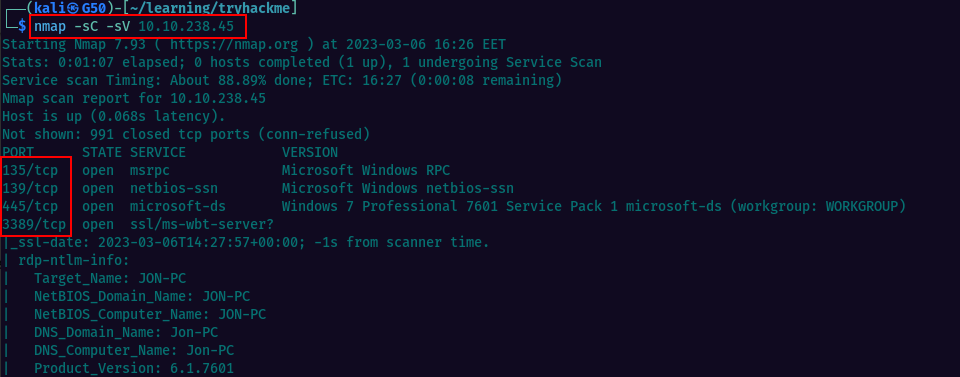 ┌──(kali㉿G50)-[~/learning/tryhackme]
└─$ nmap -sC -sV 10.10.238.45
Starting Nmap 7.93 ( https://nmap.org ) at 2023-03-06 16:26 EET
Stats: 0:01:07 elapsed; 0 hosts completed (1 up), 1 undergoing Service Scan
Service scan Timing: About 88.89% done; ETC: 16:27 (0:00:08 remaining)
Nmap scan report for 10.10.238.45
Host is up (0.068s latency).
Not shown: 991 closed tcp ports (conn-refused)
PORT     STATE SERVICE            VERSION
135/tcp  open  msrpc              Microsoft Windows RPC
139/tcp  open  netbios-ssn        Microsoft Windows netbios-ssn
445/tcp  open  microsoft-ds       Windows 7 Professional 7601 Service Pack 1 microsoft-ds (workgroup: WORKGROUP)
3389/tcp open  ssl/ms-wbt-server?
|_ssl-date: 2023-03-06T14:27:57+00:00; -1s from scanner time.
| rdp-ntlm-info:
|   Target_Name: JON-PC
|   NetBIOS_Domain_Name: JON-PC
|   NetBIOS_Computer_Name: JON-PC
|   DNS_Domain_Name: Jon-PC
|   DNS_Computer_Name: Jon-PC
|   Product_Version: 6.1.7601